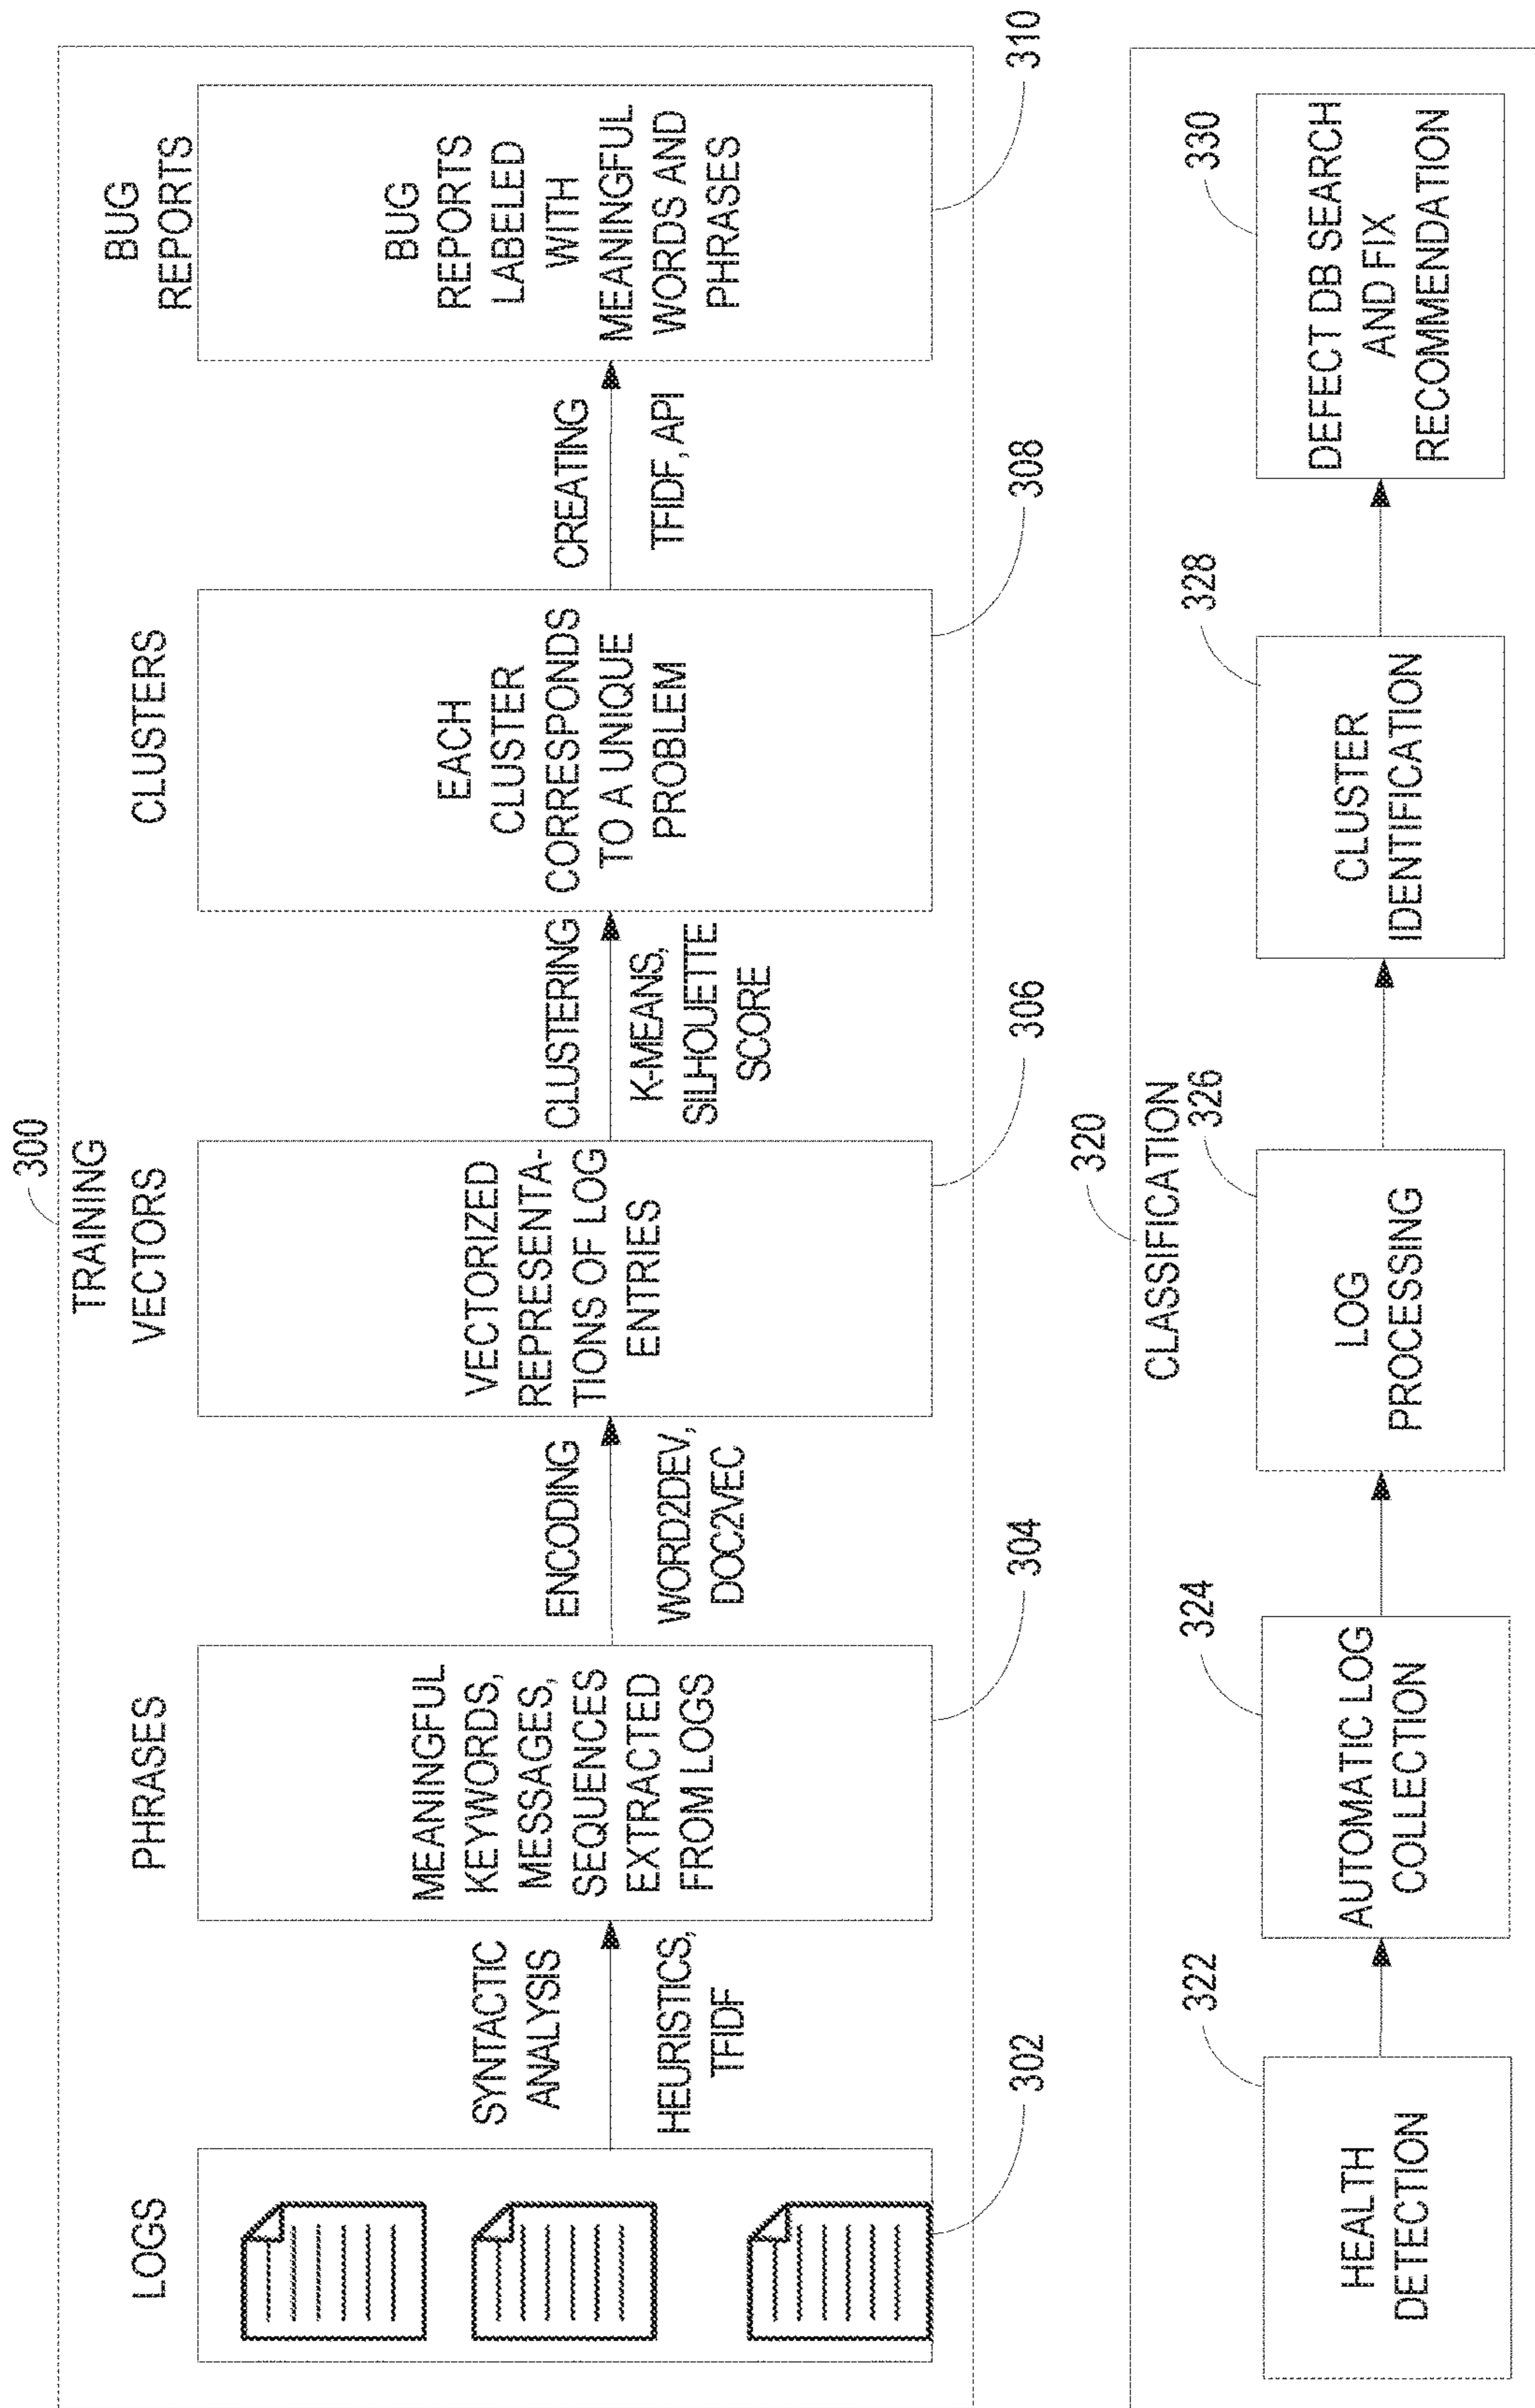 300
TRAINING
LOGS
302
SYNTACTIC
ANALYSIS
HEURISTICS,
TFIDF
PHRASES
MEANINGFUL
KEYWORDS,
MESSAGES,
SEQUENCES
EXTRACTED
FROM LOGS
304
ENCODING
WORD2DEV,
DOC2VEC
VECTORS
VECTORIZED
REPRESENTA-
TIONS OF LOG
ENTRIES
306
CLUSTERING
K-MEANS,
SILHOUETTE
SCORE
CLUSTERS
EACH
CLUSTER
CORRESPONDS
TO A UNIQUE
PROBLEM
308
CREATING
TFIDF, API
BUG
REPORTS
BUG
REPORTS
LABELED
WITH
MEANINGFUL
WORDS AND
PHRASES
310
320
CLASSIFICATION
322
HEALTH
DETECTION
324
AUTOMATIC LOG
COLLECTION
326
LOG
PROCESSING
328
CLUSTER
IDENTIFICATION
330
DEFECT DB SEARCH
AND FIX
RECOMMENDATION